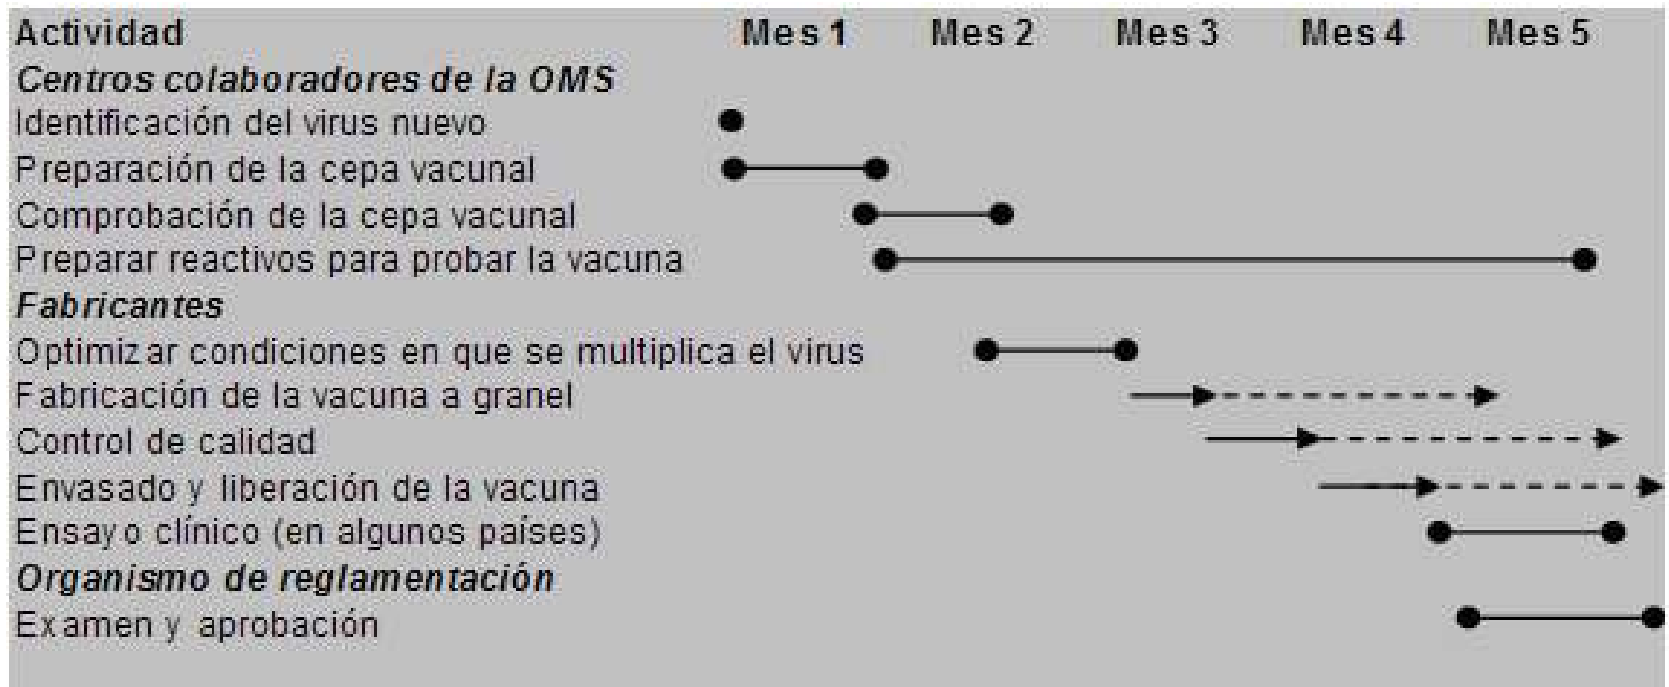 Actividad Mes 1 Mes 2 Mes 3 Mes 4 Mes 5
Centros colaboradores de la OMS
Identificación del virus nuevo
Preparación de la cepa vacunal
Comprobación de la cepa vacunal
Preparar reactivos para probar la vacuna
Fabricantes
Optimizar condiciones en que se multiplica el virus
Fabricación de la vacuna a granel
Control de calidad
Envasado y liberación de la vacuna
Ensayo clínico (en algunos países)
Organismo de reglamentación
Examen y aprobación